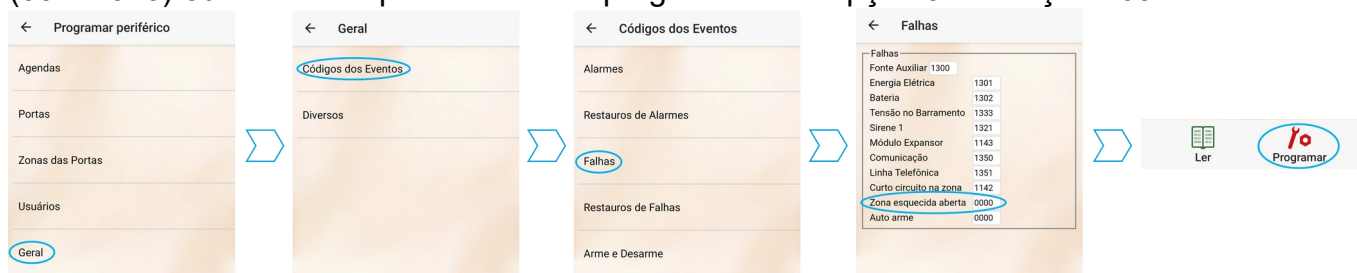 ← Programar periférico
Agendas
Portas
Zonas das Portas
Usuários
Geral
← Geral
Códigos dos Eventos
Diversos
← Códigos dos Eventos
Alarmes
Restauros de Alarmes
Falhas
Restauros de Falhas
Arme e Desarme
← Falhas
Falhas
Fonte Auxiliar 1300
Energia Elétrica 1301
Bateria 1302
Tensão no Barramento 1333
Sirene 1 1321
Módulo Expansor 1143
Comunicação 1350
Linha Telefônica 1351
Curto circuito na zona 1142
Zona esquecida aberta 0000
Auto arme 0000
Ler
Programar